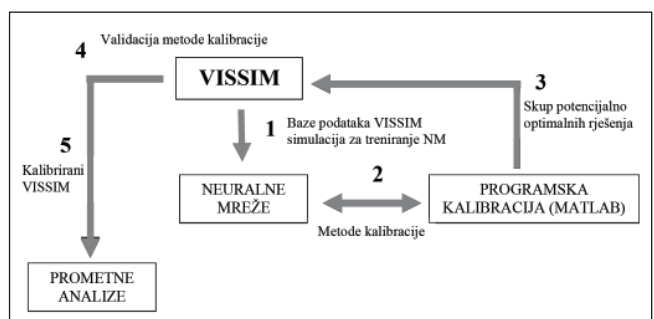 4
Validacija metode kalibracije
VISSIM
3
Skup potencijalno
optimalnih rješenja
1
Baze podataka VISSIM
simulacija za treniranje NM
5
Kalibrirani
VISSIM
2
NEURALNE
MREŽE
PROGRAMSKA
KALIBRACIJA (MATLAB)
Metode kalibracije
PROMETNE
ANALIZE